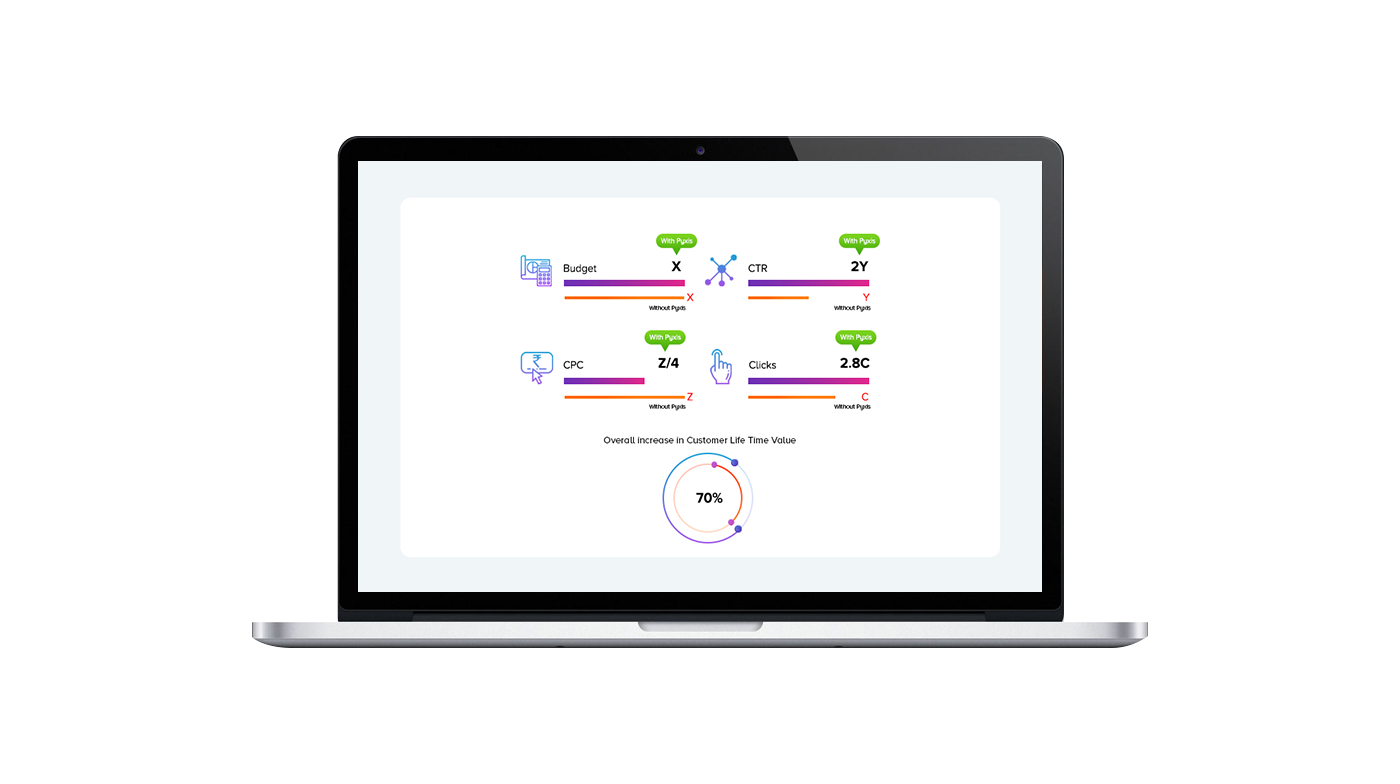 With Pyxis
With Pyxis
Budget
X
CTR
2Y
X
Y
Without Pyxis
Without Pyxis
With Pyxis
With Pyxis
CPC
Z/4
Clicks
2.8C
Z
C
Without Pyxis
Without Pyxis
Overall increase in Customer Life Time Value
70%